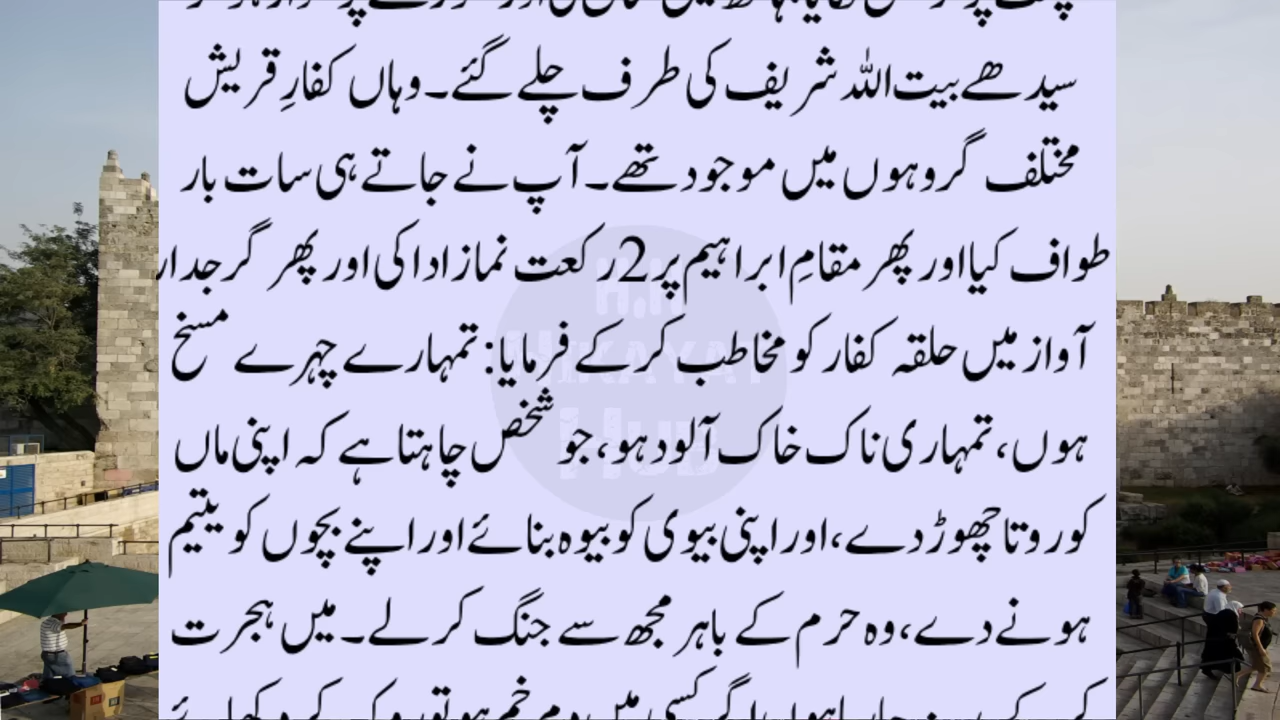 سیدھے بیت اللہ شریف کی طرف چلے گئے۔ وہاں کفارِ قریش
مختلف گروہوں میں موجود تھے۔ آپ نے جاتے ہی سات بار
طواف کیا اور پھر مقامِ ابراہیم پر 2 رکعت نماز ادا کی اور پھر گرجدار
آواز میں حلقہ کفار کو مخاطب کر کے فرمایا: تمہارے چہرے مسخ
ہوں، تمہاری ناک خاک آلود ہو، جو شخص چاہتا ہے کہ اپنی ماں
کو روتا چھوڑ دے، اور اپنی بیوی کو بیوہ بنائے اور اپنے بچوں کو یتیم
ہونے دے، وہ حرم کے باہر مجھ سے جنگ کر لے۔ میں ہجرت